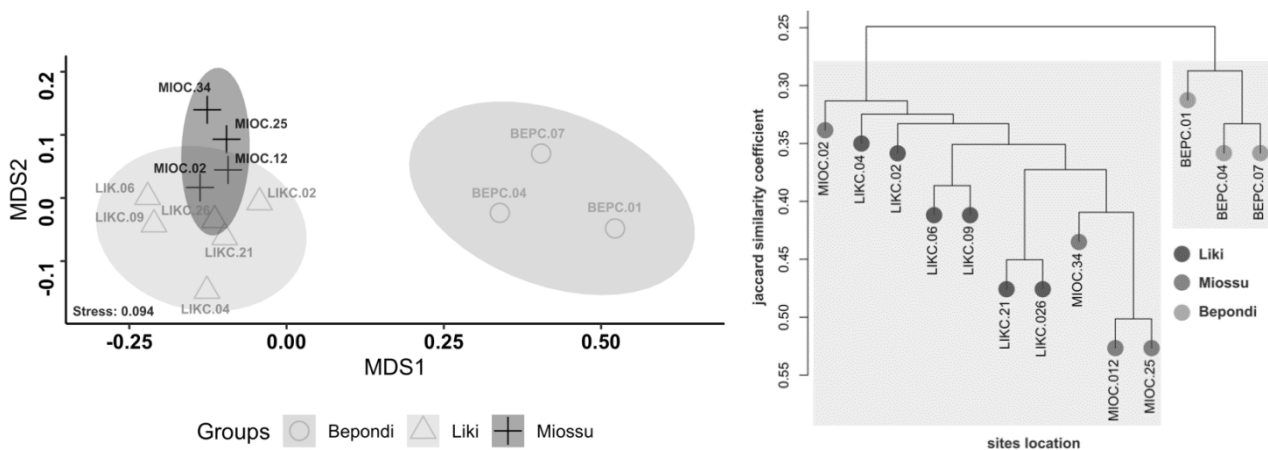 MDS2
0.2
0.1
0.0
-0.1
MIOC.34
MIOC.25
MIOC.02
MIOC.12
LIK.06
LIKC.02
LIKC.09
LIKC.26
LIKC.21
LIKC.04
BEPC.07
BEPC.04
BEPC.01
Stress: 0.094
-0.25
0.00
0.25
0.50
MDS1
Groups
Bepondi
Liki
Miossu
jaccard similarity coefficient
0.25
0.30
0.35
0.40
0.45
0.50
0.55
MIOC.02
LIKC.04
LIKC.02
LIKC.06
LIKC.09
LIKC.21
LIKC.026
MIOC.34
MIOC.012
MIOC.25
BEPC.01
BEPC.04
BEPC.07
Liki
Miossu
Bepondi
sites location